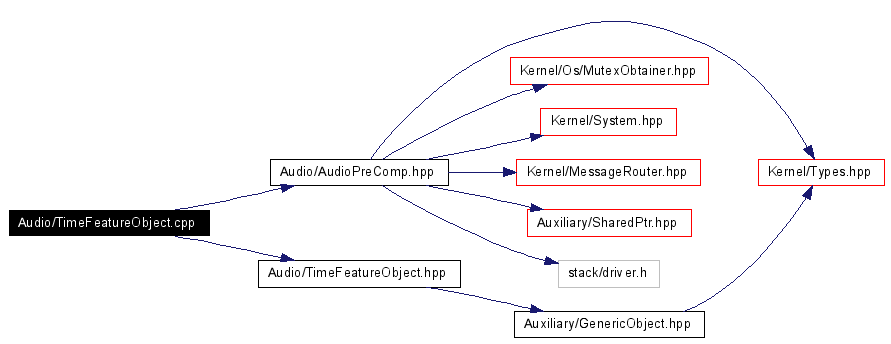 Kernel/Os/MutexObtainer.hpp
Kernel/System.hpp
Audio/AudioPreComp.hpp
Kernel/MessageRouter.hpp
Kernel/Types.hpp
Audio/TimeFeatureObject.cpp
Auxiliary/SharedPtr.hpp
Audio/TimeFeatureObject.hpp
stack/driver.h
Auxiliary/GenericObject.hpp